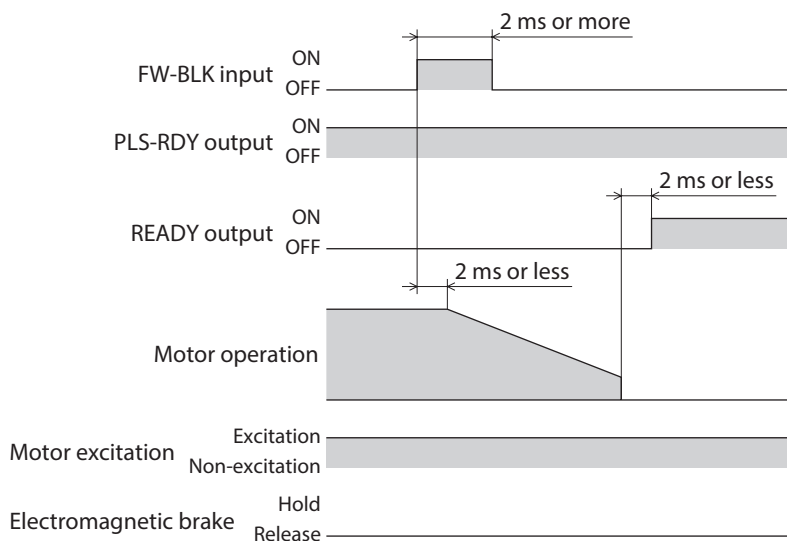 2 ms or more
FW-BLK input
ON
OFF
PLS-RDY output
ON
OFF
2 ms or less
READY output
ON
OFF
2 ms or less
Motor operation
Motor excitation
Excitation
Non-excitation
Electromagnetic brake
Hold
Release